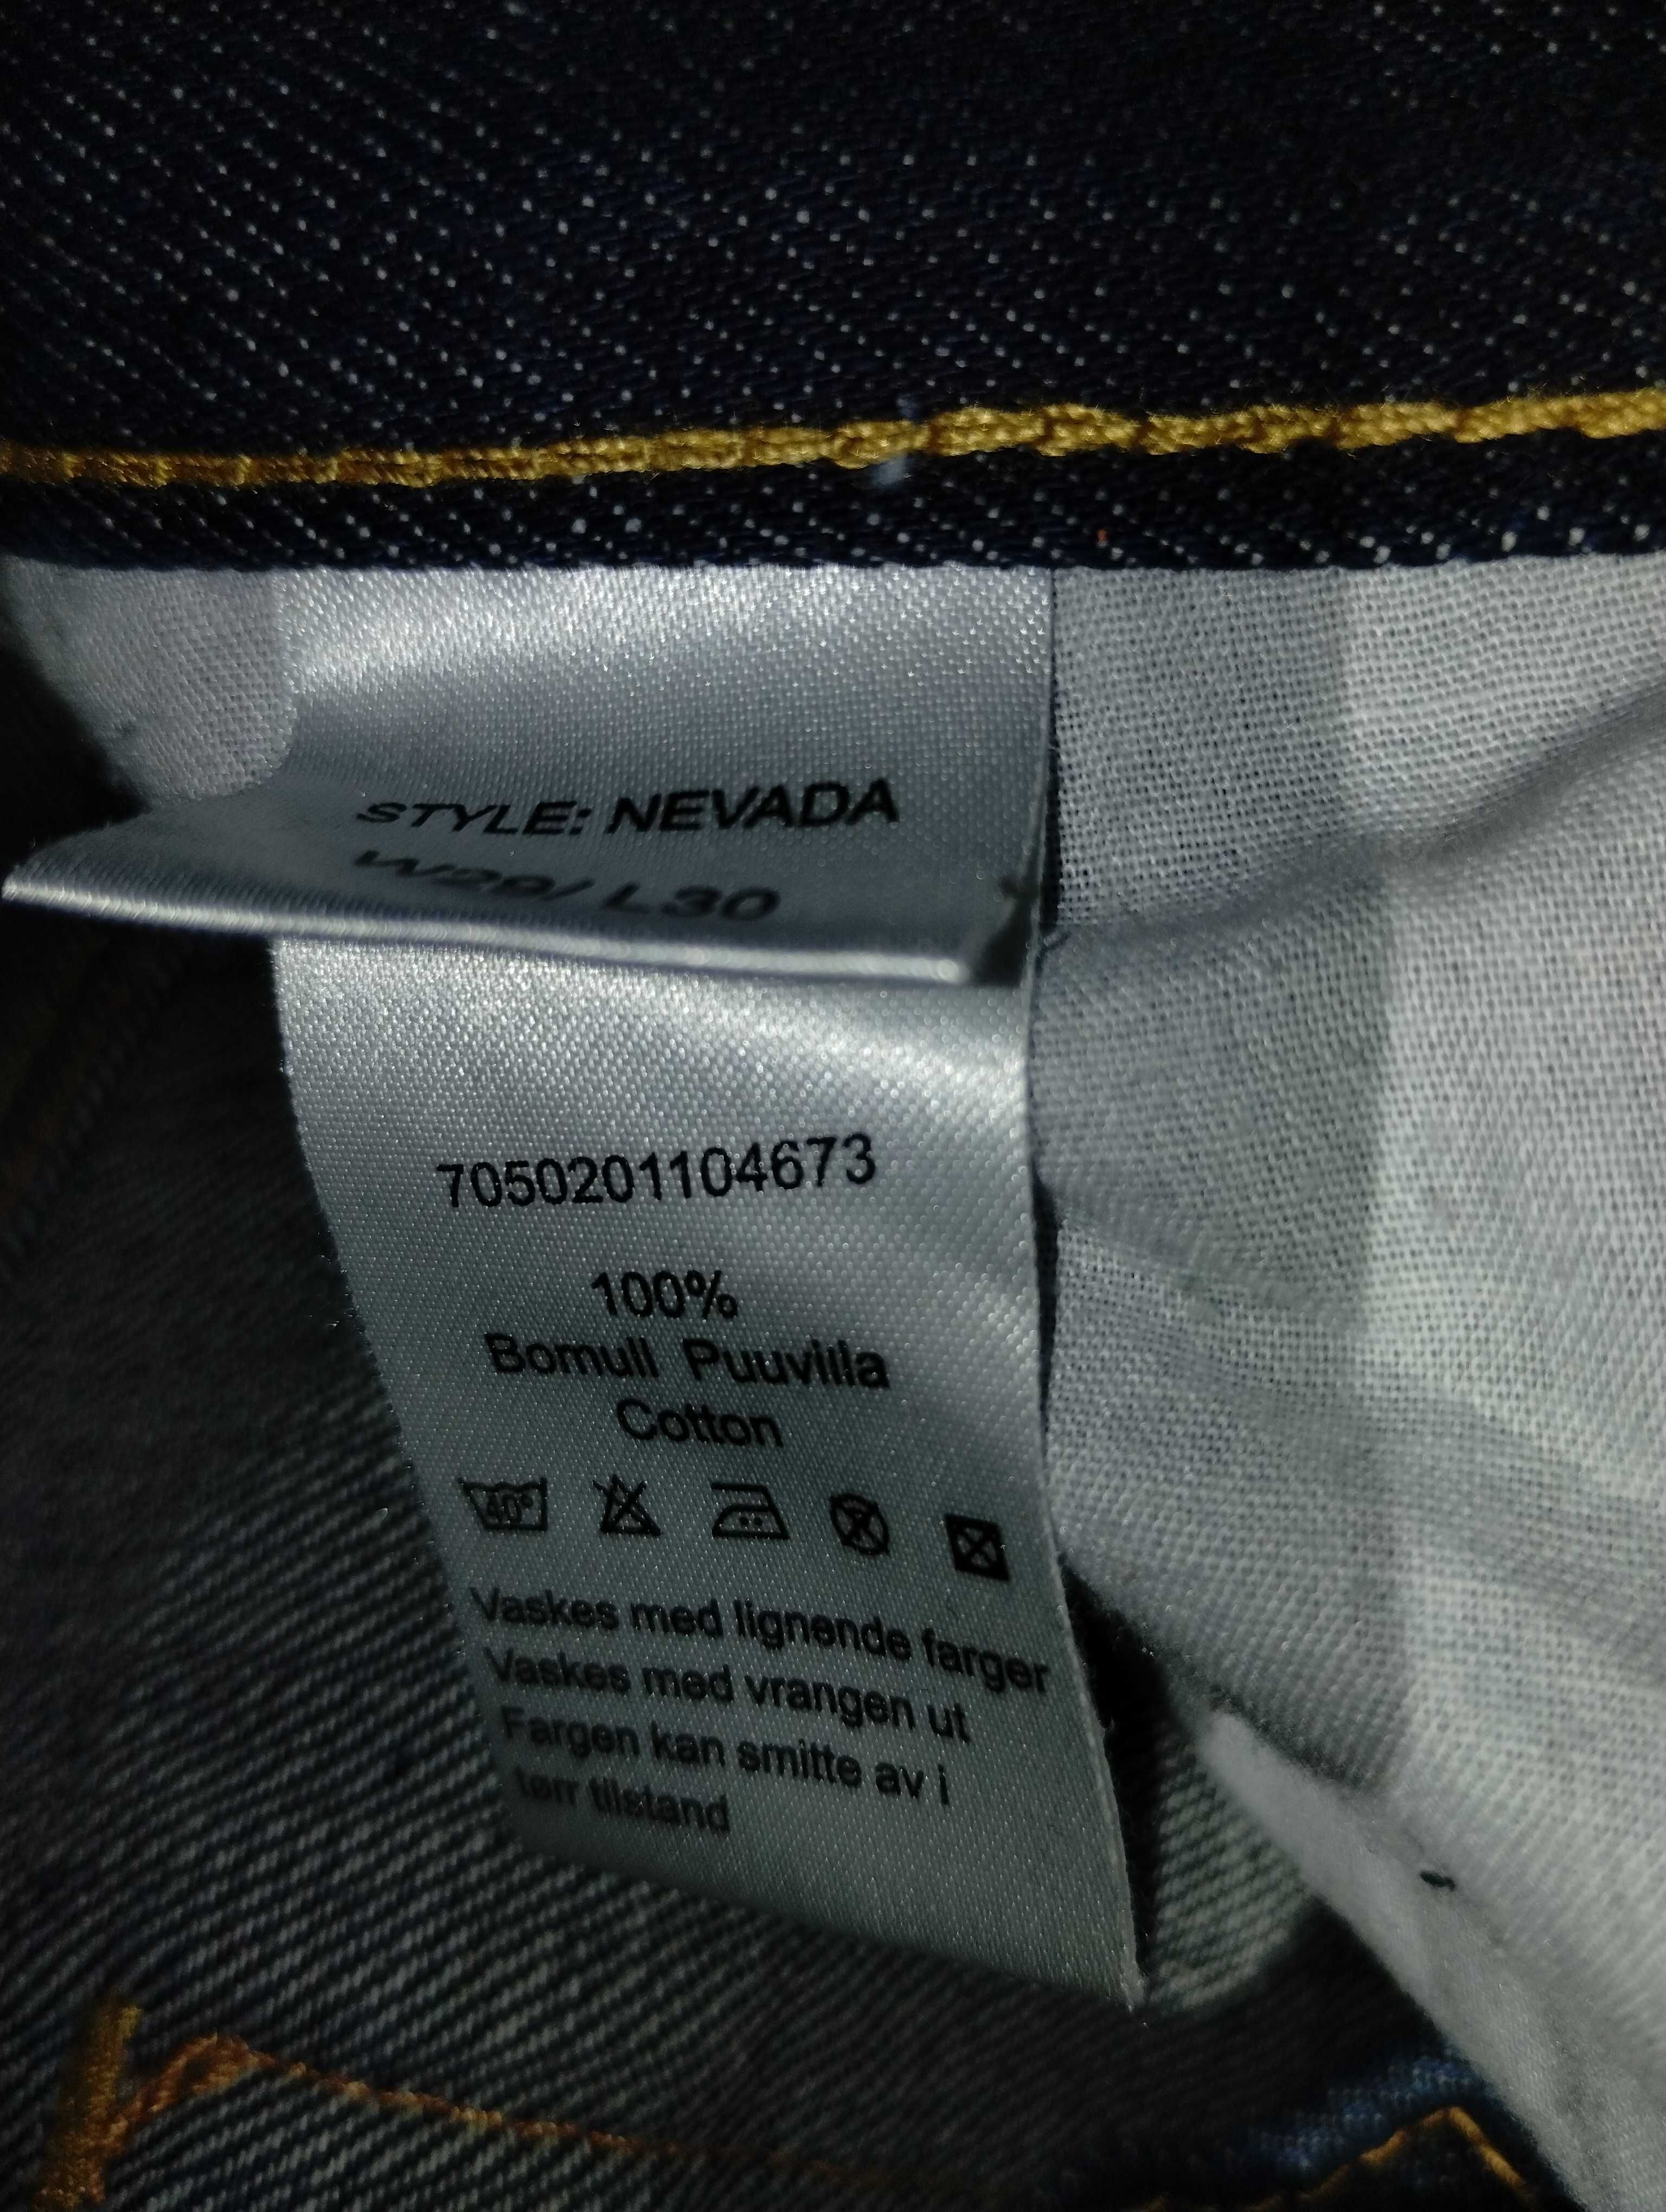 STYLE: NEVADA
W29/ L30
7050201104673
100%
Bomull Puuvilla
Cotton
40°
Vaskes med lignende farger
Vaskes med vrangen ut
Fargen kan smitte av i
tørr tilstand